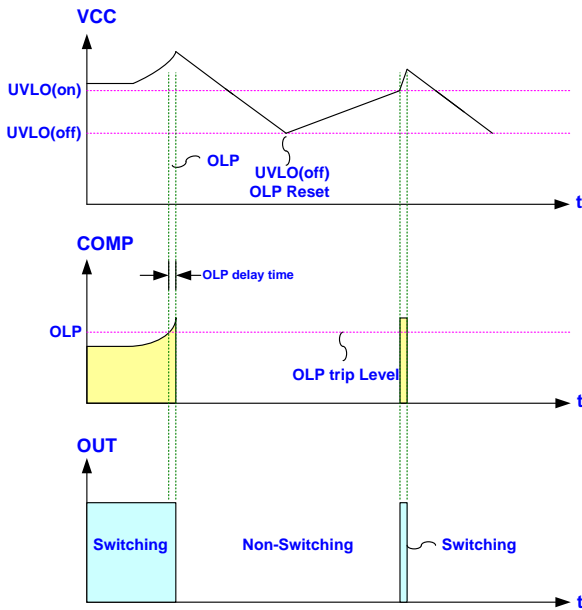 VCC
UVLO(on)
UVLO(off)
OLP
UVLO(off)
OLP Reset
t
COMP
OLP delay time
OLP
OLP trip Level
t
OUT
Switching
Non-Switching
Switching
t